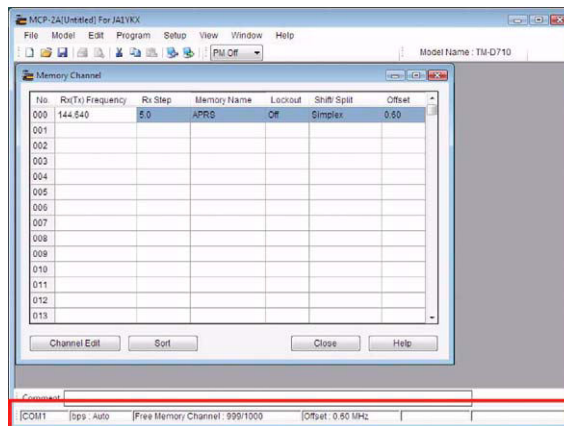 MCP-2A[Untitled] For JA1YKX
File Model Edit Program Setup View Window Help
PM Off Model Name : TM-D710
Memory Channel
No. Rx(Tx) Frequency Rx Step Memory Name Lockout Shift/ Split Offset
000 144.640 5.0 APRS Off Simplex 0.60
001
002
003
004
005
006
007
008
009
010
011
012
013
Channel Edit Sort Close Help
Comment
COM1 bps : Auto Free Memory Channel : 999/1000 Offset : 0.60 MHz